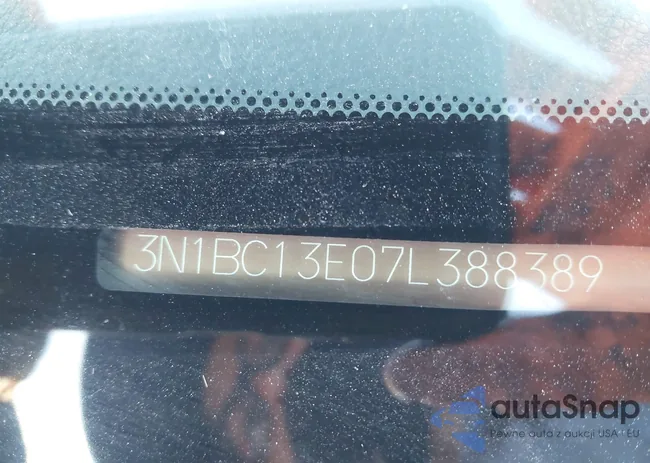 3N1BC13E07L388389
autaSnap
Pewne auta z aukcji USA i EU